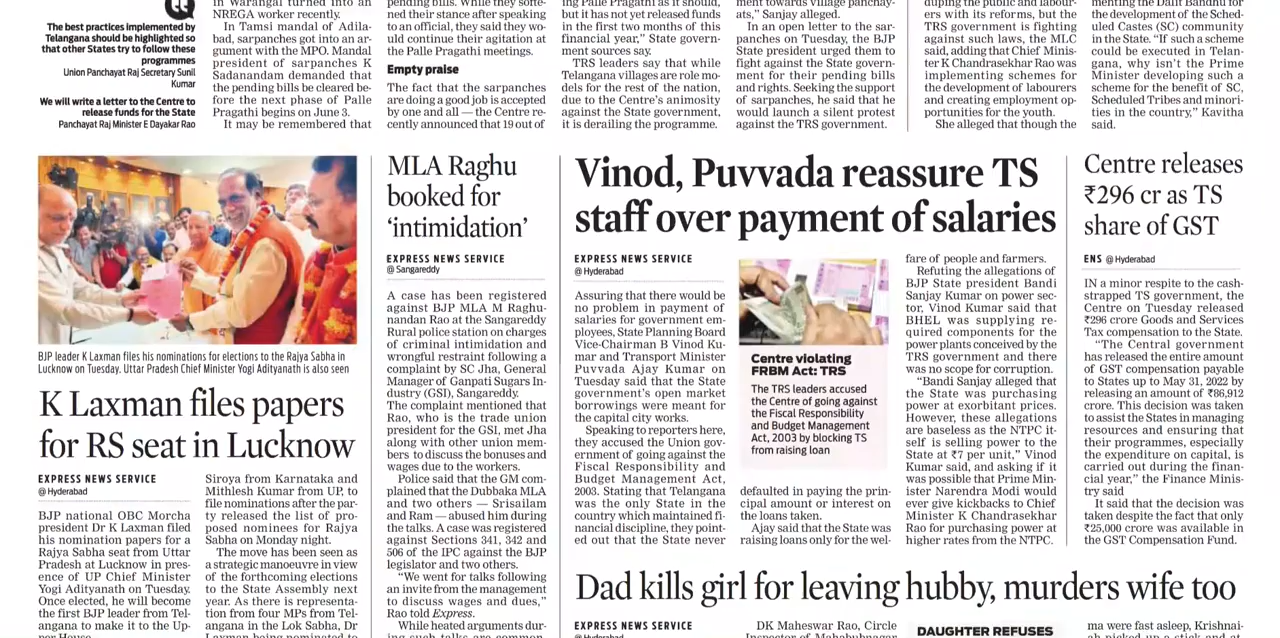 The best practices implemented by
Telangana should be highlighted so
that other States try to follow these
programmes
Union Panchayat Raj Secretary Sunil
Kumar
We will write a letter to the Centre to
release funds for the State
Panchayat Raj Minister E Dayakar Rao
in Warangal turned into an
NREGA worker recently.
In Tamsi mandal of Adila-
bad, sarpanches got into an ar-
gument with the MPO. Mandal
president of sarpanches K
Sadanandam demanded that
the pending bills be cleared be-
fore the next phase of Palle
Pragathi begins on June 3.
It may be remembered that
pending bills. While they softe-
ned their stance after speaking
to an official, they said they wo-
uld continue their agitation at
the Palle Pragathi meetings.
Empty praise
The fact that the sarpanches
are doing a good job is accepted
by one and all — the Centre re-
cently announced that 19 out of
ing Palle Pragathi as it should,
but it has not yet released funds
in the first two months of this
financial year,” State govern-
ment sources say.
TRS leaders say that while
Telangana villages are role mo-
dels for the rest of the nation,
due to the Centre’s animosity
against the State government,
it is derailing the programme.
ment towards village panchay-
ats,” Sanjay alleged.
In an open letter to the sar-
panches on Tuesday, the BJP
State president urged them to
fight against the State govern-
ment for their pending bills
and rights. Seeking the support
of sarpanches, he said that he
would launch a silent protest
against the TRS government.
duping the public and labour-
ers with its reforms, but the
TRS government is fighting
against such laws, the MLC
said, adding that Chief Minis-
ter K Chandrasekhar Rao was
implementing schemes for
the development of labourers
and creating employment op-
portunities for the youth.
She alleged that though the
menting the Dalit Bandhu for
the development of the Sched-
uled Castes (SC) community
in the State. “If such a scheme
could be executed in Telan-
gana, why isn’t the Prime
Minister developing such a
scheme for the benefit of SC,
Scheduled Tribes and minori-
ties in the country,” Kavitha
said.
BJP leader K Laxman files his nominations for elections to the Rajya Sabha in
Lucknow on Tuesday. Uttar Pradesh Chief Minister Yogi Adityanath is also seen
K Laxman files papers
for RS seat in Lucknow
EXPRESS NEWS SERVICE
@ Hyderabad
BJP national OBC Morcha
president Dr K Laxman filed
his nomination papers for a
Rajya Sabha seat from Uttar
Pradesh at Lucknow in pres-
ence of UP Chief Minister
Yogi Adityanath on Tuesday.
Once elected, he will become
the first BJP leader from Tel-
angana to make it to the Up-
per House.
Siroya from Karnataka and
Mithlesh Kumar from UP, to
file nominations after the par-
ty released the list of pro-
posed nominees for Rajya
Sabha on Monday night.
The move has been seen as
a strategic manoeuvre in view
of the forthcoming elections
to the State Assembly next
year. As there is representa-
tion from four MPs from Tel-
angana in the Lok Sabha, Dr
Laxman being nominated to
MLA Raghu
booked for
‘intimidation’
EXPRESS NEWS SERVICE
@ Sangareddy
A case has been registered
against BJP MLA M Raghu-
nandan Rao at the Sangareddy
Rural police station on charges
of criminal intimidation and
wrongful restraint following a
complaint by SC Jha, General
Manager of Ganpati Sugars In-
dustry (GSI), Sangareddy.
The complaint mentioned that
Rao, who is the trade union
president for the GSI, met Jha
along with other union mem-
bers to discuss the bonuses and
wages due to the workers.
Police said that the GM com-
plained that the Dubbaka MLA
and two others — Srisailam
and Ram — abused him during
the talks. A case was registered
against Sections 341, 342 and
506 of the IPC against the BJP
legislator and two others.
“We went for talks following
an invite from the management
to discuss wages and dues,”
Rao told Express.
While heated arguments dur-
ing such talks are common,
Vinod, Puvvada reassure TS
staff over payment of salaries
EXPRESS NEWS SERVICE
@ Hyderabad
Assuring that there would be
no problem in payment of
salaries for government em-
ployees, State Planning Board
Vice-Chairman B Vinod Ku-
mar and Transport Minister
Puvvada Ajay Kumar on
Tuesday said that the State
government’s open market
borrowings were meant for
the capital city works.
Speaking to reporters here,
they accused the Union gov-
ernment of going against the
Fiscal Responsibility and
Budget Management Act,
2003. Stating that Telangana
was the only State in the
country which maintained fi-
nancial discipline, they point-
ed out that the State never
Centre violating
FRBM Act: TRS
The TRS leaders accused
the Centre of going against
the Fiscal Responsibility
and Budget Management
Act, 2003 by blocking TS
from raising loan
defaulted in paying the prin-
cipal amount or interest on
the loans taken.
Ajay said that the State was
raising loans only for the wel-
fare of people and farmers.
Refuting the allegations of
BJP State president Bandi
Sanjay Kumar on power sec-
tor, Vinod Kumar said that
BHEL was supplying re-
quired components for the
power plants conceived by the
TRS government and there
was no scope for corruption.
“Bandi Sanjay alleged that
the State was purchasing
power at exorbitant prices.
However, these allegations
are baseless as the NTPC it-
self is selling power to the
State at ₹7 per unit,” Vinod
Kumar said, and asking if it
was possible that Prime Min-
ister Narendra Modi would
ever give kickbacks to Chief
Minister K Chandrasekhar
Rao for purchasing power at
higher rates from the NTPC.
Centre releases
₹296 cr as TS
share of GST
ENS @ Hyderabad
IN a minor respite to the cash-
strapped TS government, the
Centre on Tuesday released
₹296 crore Goods and Services
Tax compensation to the State.
“The Central government
has released the entire amount
of GST compensation payable
to States up to May 31, 2022 by
releasing an amount of ₹86,912
crore. This decision was taken
to assist the States in managing
resources and ensuring that
their programmes, especially
the expenditure on capital, is
carried out during the finan-
cial year,” the Finance Minis-
try said
It said that the decision was
taken despite the fact that only
₹25,000 crore was available in
the GST Compensation Fund.
Dad kills girl for leaving hubby, murders wife too
EXPRESS NEWS SERVICE
@ Hyderabad
DK Maheswar Rao, Circle
Inspector of Mahabubnagar
DAUGHTER REFUSES
ma were fast asleep, Krishnai-
ah picked up a stick and at-